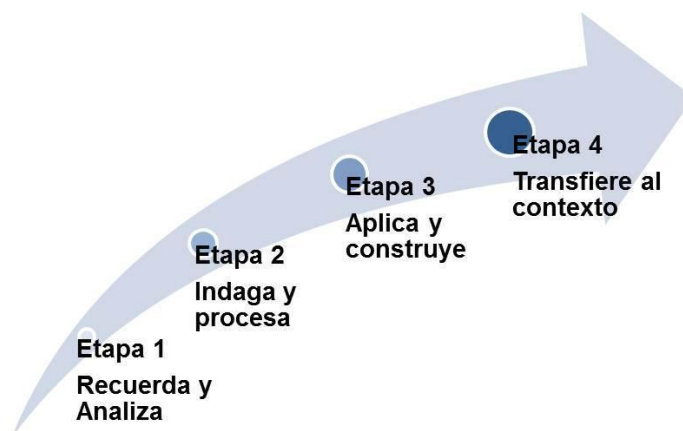 Etapa 1
Recuerda y
Analiza
Etapa 2
Indaga y
procesa
Etapa 3
Aplica y
construye
Etapa 4
Transfiere al
contexto